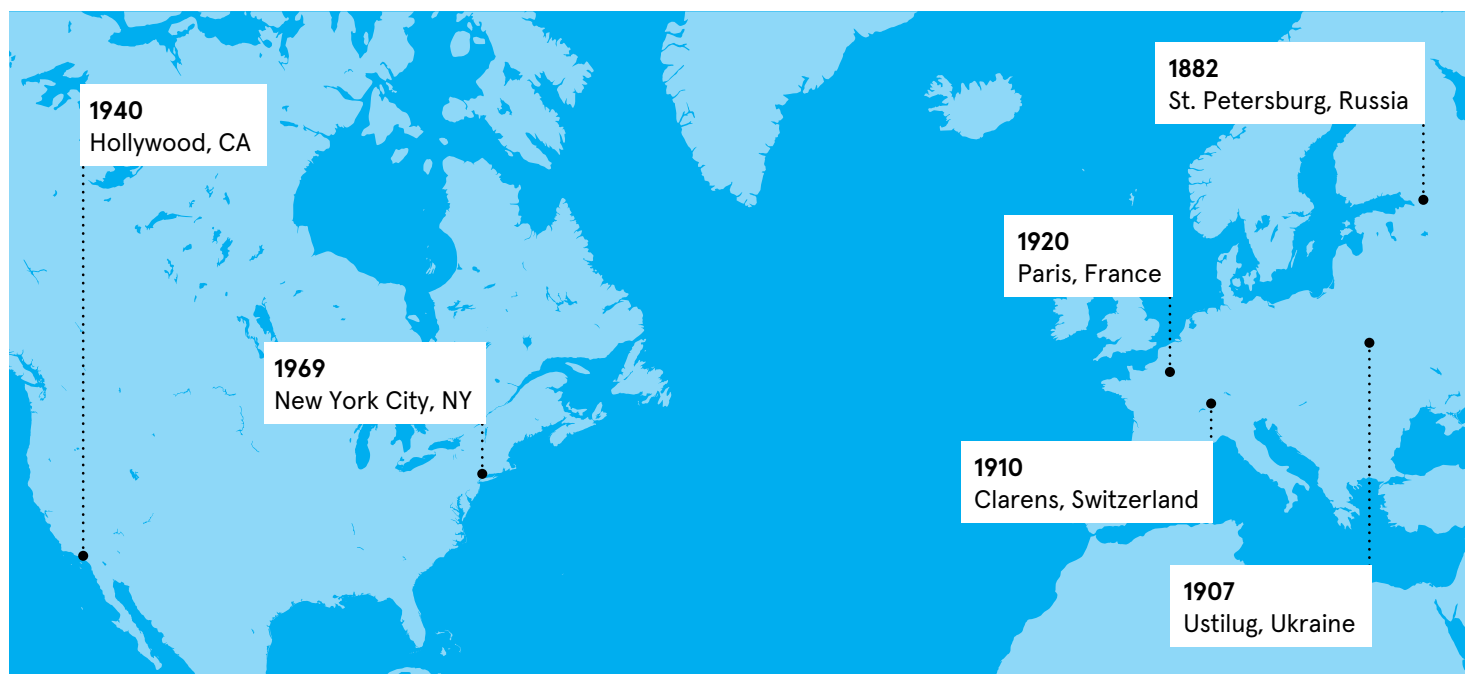 1940
Hollywood, CA
1969
New York City, NY
1882
St. Petersburg, Russia
1920
Paris, France
1910
Clarens, Switzerland
1907
Ustilug, Ukraine